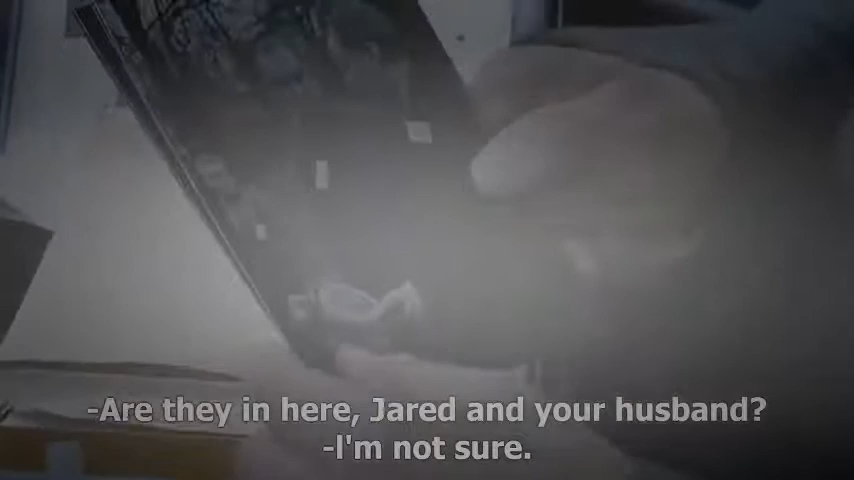 -Are they in here, Jared and your husband?
-I'm not sure.